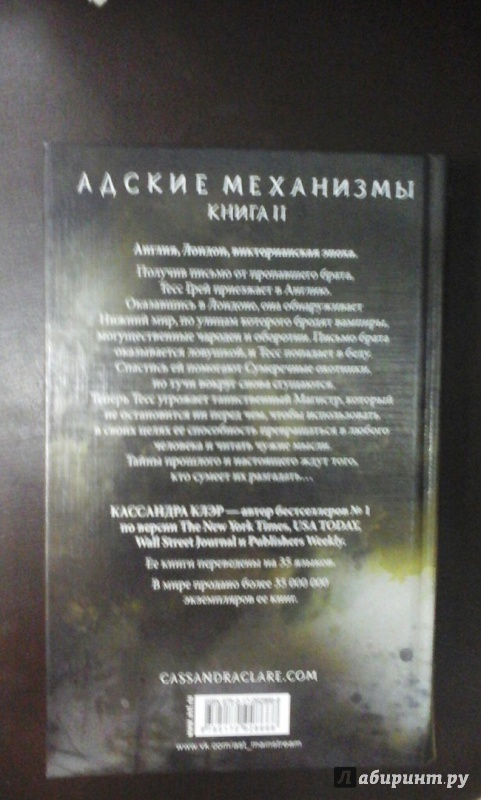 АДСКИЕ МЕХАНИЗМЫ
КНИГА II
Англия, Лондон, викторианская эпоха.
Получив письмо от пропавшего брата,
Тесс Грей приезжает в Англию.
Оказавшись в Лондоне, она обнаруживает
Нижний мир, по улицам которого бродят вампиры,
могущественные чародеи и оборотни. Письмо брата
оказывается ловушкой, и Тесс попадает в беду.
Спастись ей помогают Сумеречные охотники,
но тучи вокруг снова сгущаются.
Теперь Тесс угрожает таинственный Магистр, который
не остановится ни перед чем, чтобы использовать
в своих целях ее способность превращаться в любого
человека и читать чужие мысли.
Тайны прошлого и настоящего ждут того,
кто сумеет их разгадать…
КАССАНДРА КЛЭР — автор бестселлеров № 1
по версии The New York Times, USA TODAY,
Wall Street Journal и Publishers Weekly.
Ее книги переведены на 35 языков.
В мире продано более 35 000 000
экземпляров ее книг.
CASSANDRACLARE.COM
www.ast.ru
www.vk.com/ast_mainstream
Лабиринт.ру